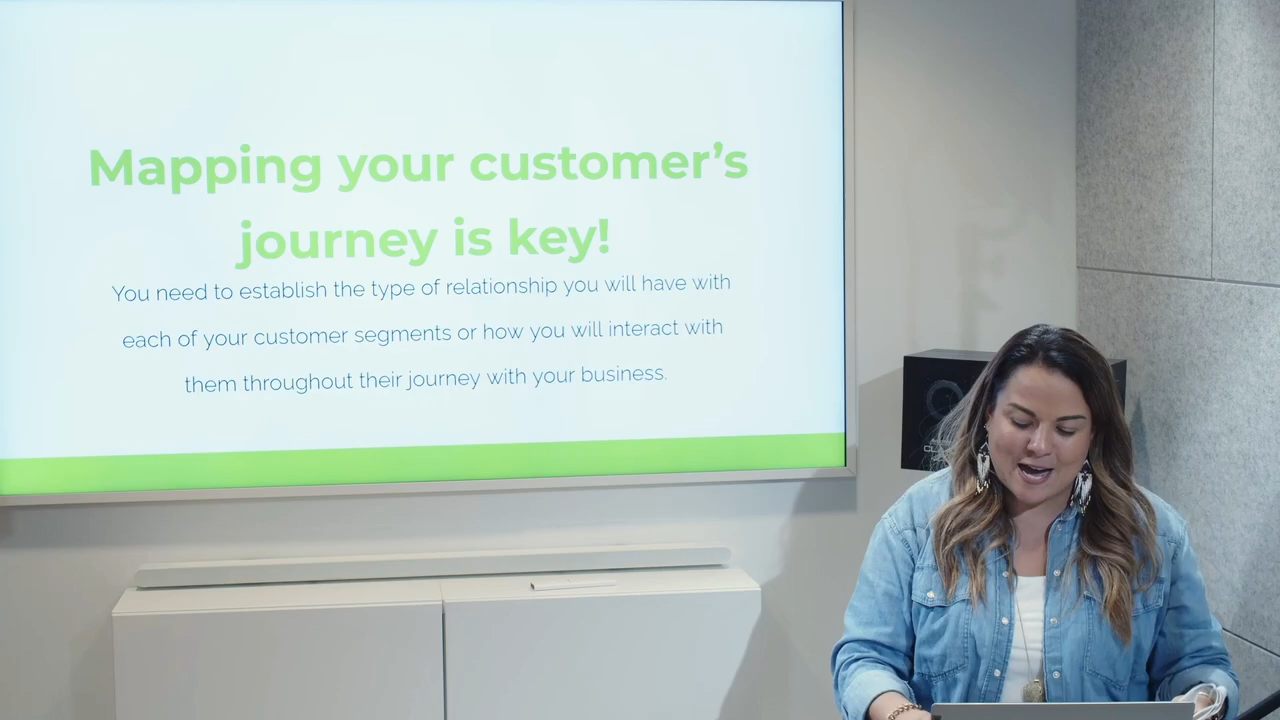 Mapping your customer’s
journey is key!
You need to establish the type of relationship you will have with
each of your customer segments or how you will interact with
them throughout their journey with your business.